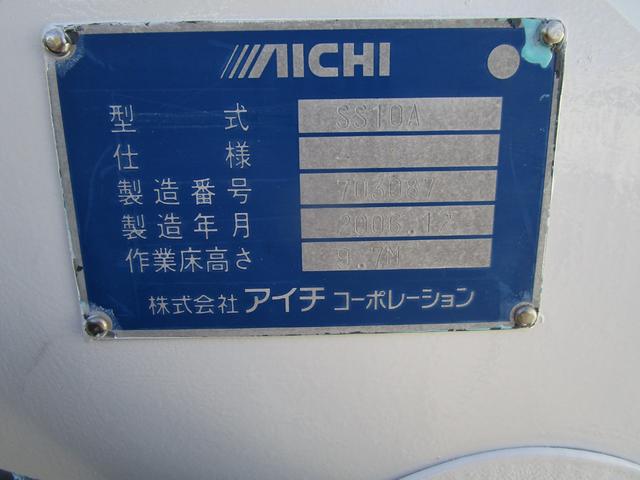 AICHI
型式 SS10A
仕様
製造番号 703087
製造年月 2006.12
作業床高さ 9.7M
株式会社 アイチ コーポレーション